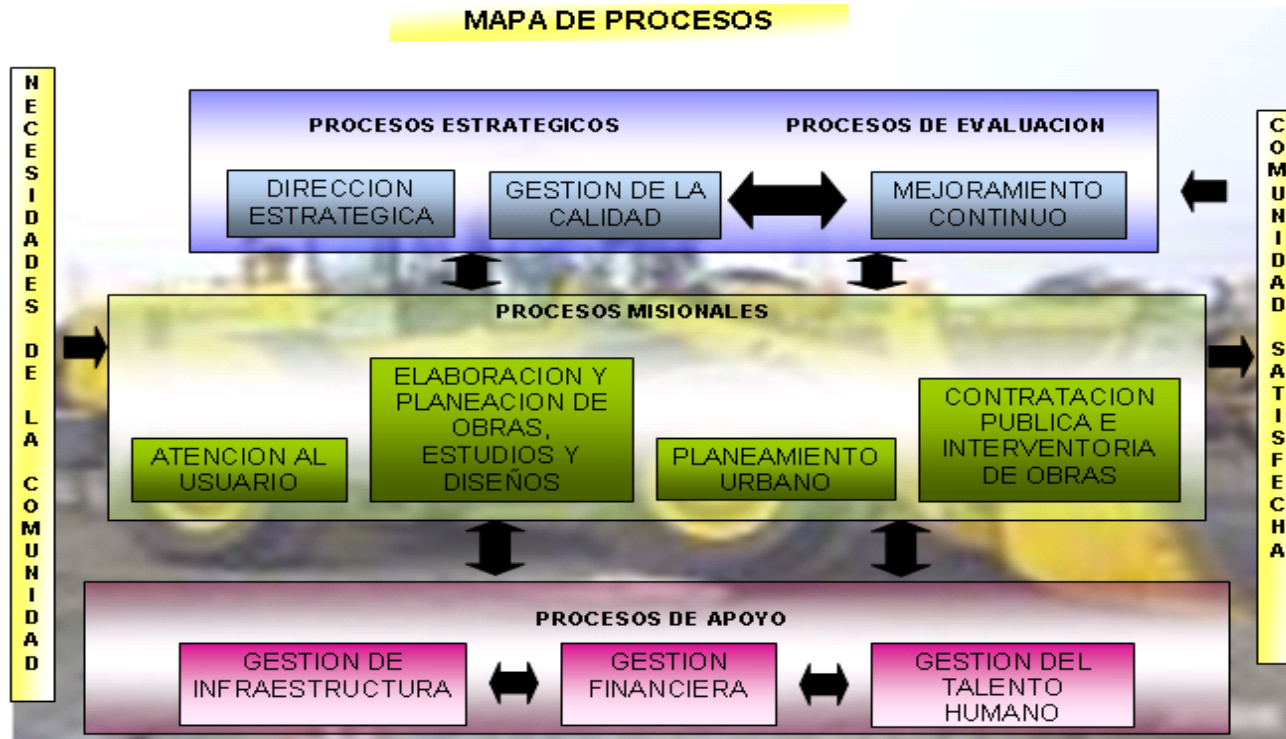 MAPA DE PROCESOS
NECESIDADES DE LA COMUNIDAD
PROCESOS ESTRATEGICOS
PROCESOS DE EVALUACION
DIRECCION
ESTRATEGICA
GESTION DE LA
CALIDAD
MEJORAMIENTO
CONTINUO
PROCESOS MISIONALES
ATENCION AL
USUARIO
ELABORACION Y
PLANEACION DE
OBRAS,
ESTUDIOS Y
DISEÑOS
PLANEAMIENTO
URBANO
CONTRATACION
PUBLICA E
INTERVENTORIA
DE OBRAS
PROCESOS DE APOYO
GESTION DE
INFRAESTRUCTURA
GESTION
FINANCIERA
GESTION DEL
TALENTO
HUMANO
COMUNIDAD SATISFECHA